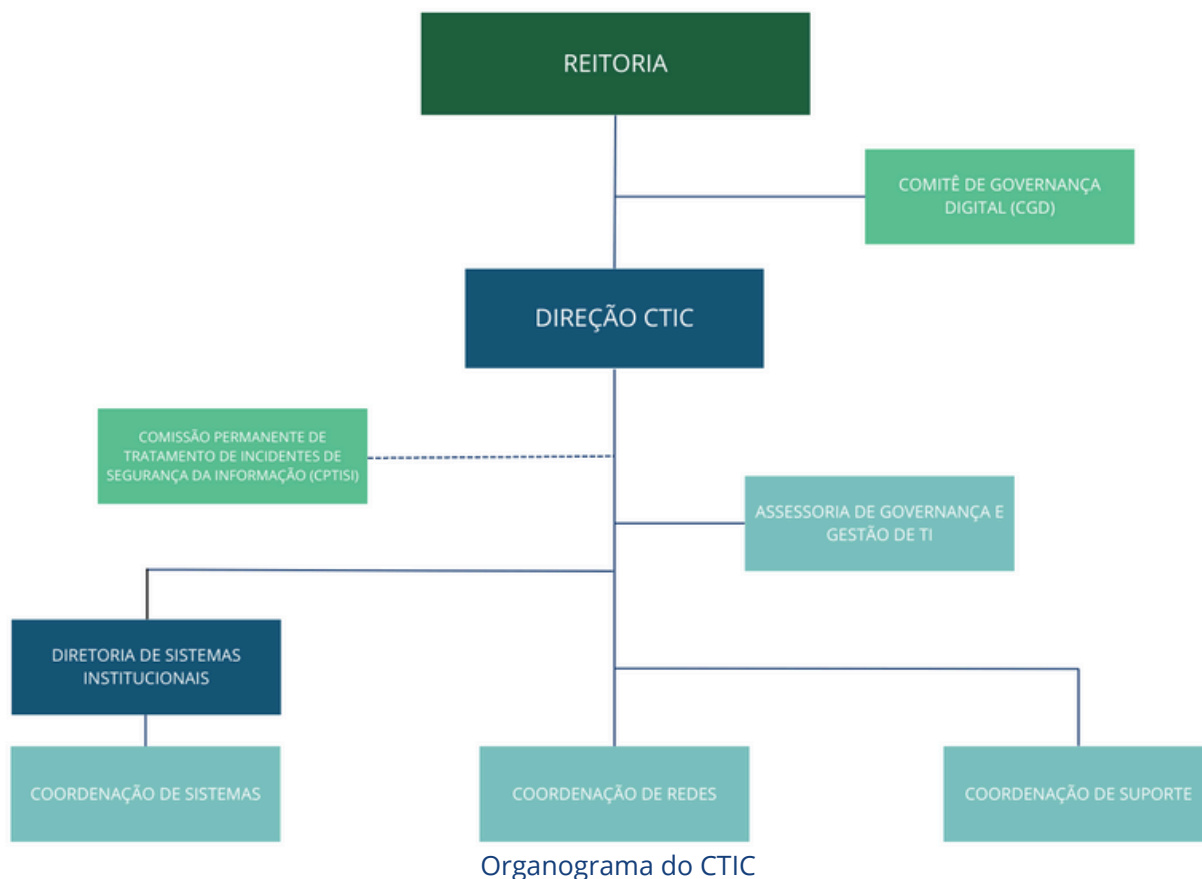 REITORIA
COMITÊ DE GOVERNANÇA
DIGITAL (CGD)
DIREÇÃO CTIC
COMISSÃO PERMANENTE DE
TRATAMENTO DE INCIDENTES DE
SEGURANÇA DA INFORMAÇÃO (CPTISI)
ASSESSORIA DE GOVERNANÇA E
GESTÃO DE TI
DIRETORIA DE SISTEMAS
INSTITUCIONAIS
COORDENAÇÃO DE SISTEMAS
COORDENAÇÃO DE REDES
COORDENAÇÃO DE SUPORTE
Organograma do CTIC